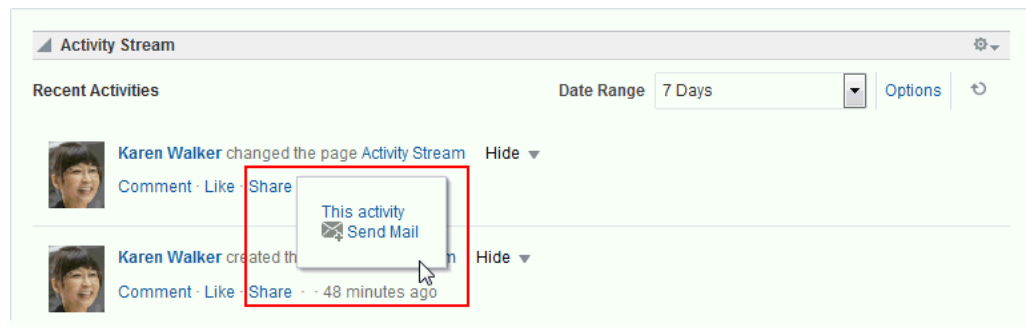 Activity Stream
Recent Activities
Date Range 7 Days Options
Karen Walker changed the page Activity Stream Hide
Comment · Like · Share
This activity
Send Mail
Karen Walker created th m Hide
Comment · Like · Share · · 48 minutes ago